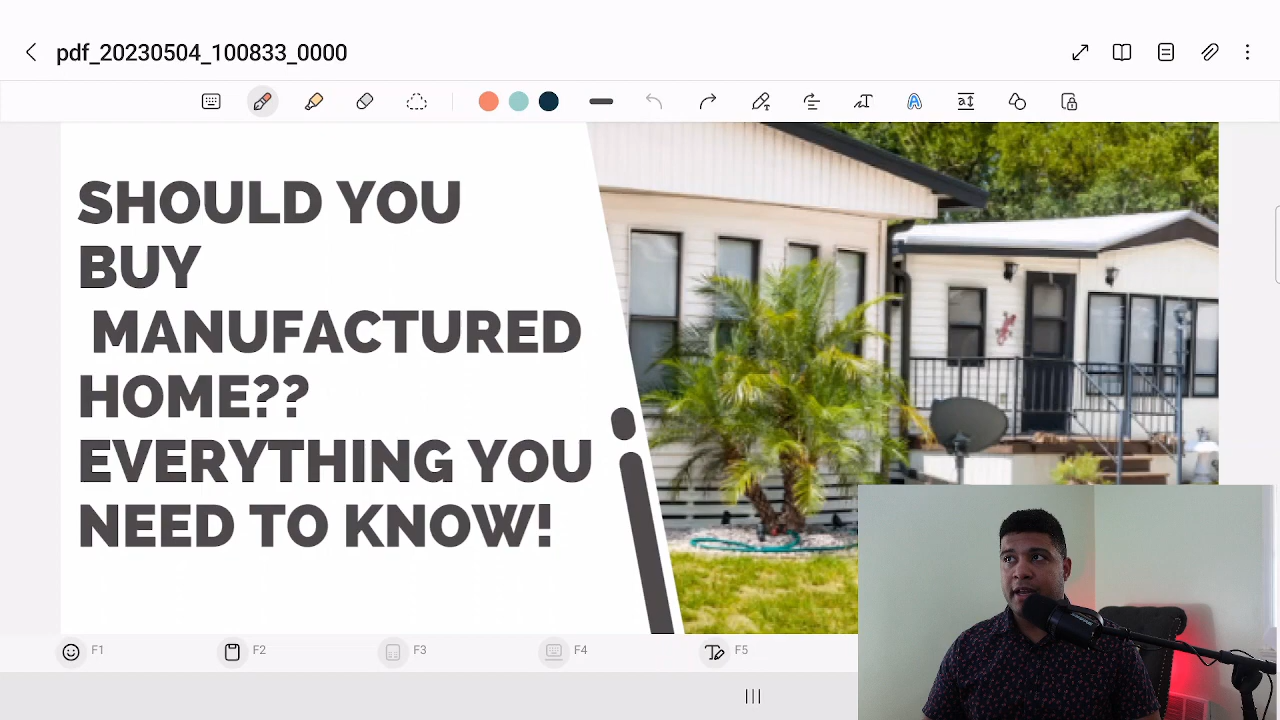 pdf_20230504_100833_0000
SHOULD YOU
BUY
MANUFACTURED
HOME??
EVERYTHING YOU
NEED TO KNOW!
F1 F2 F3 F4 F5